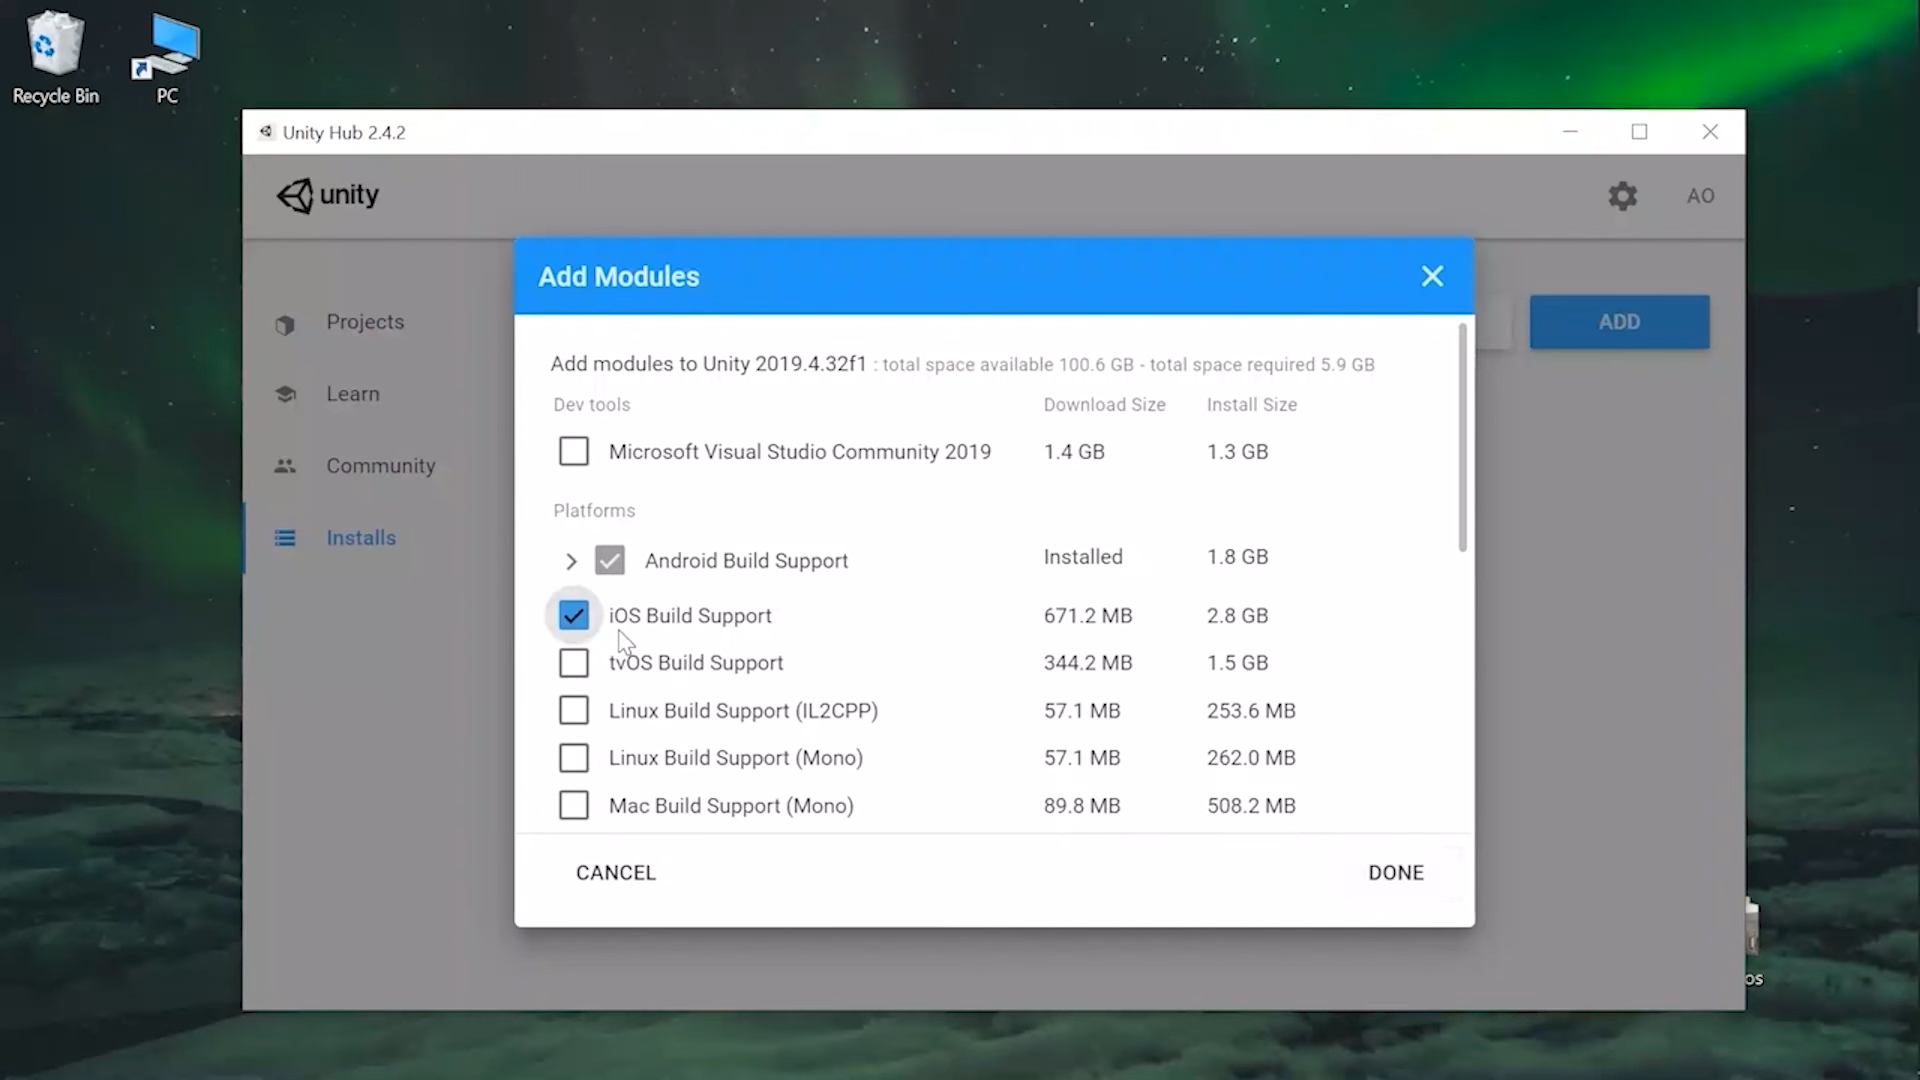 Recycle Bin
PC
Unity Hub 2.4.2
unity
AO
Projects
Learn
Community
Installs
ADD
Add Modules
Add modules to Unity 2019.4.32f1 : total space available 100.6 GB - total space required 5.9 GB
Dev tools Download Size Install Size
Microsoft Visual Studio Community 2019 1.4 GB 1.3 GB
Platforms
Android Build Support Installed 1.8 GB
iOS Build Support 671.2 MB 2.8 GB
tvOS Build Support 344.2 MB 1.5 GB
Linux Build Support (IL2CPP) 57.1 MB 253.6 MB
Linux Build Support (Mono) 57.1 MB 262.0 MB
Mac Build Support (Mono) 89.8 MB 508.2 MB
CANCEL DONE